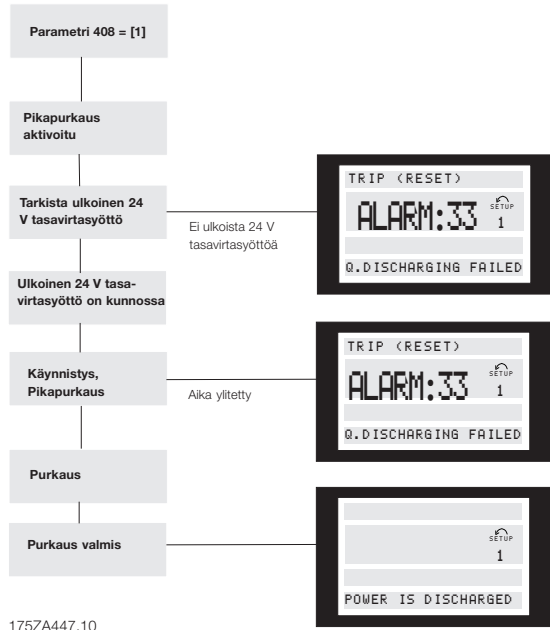 Parametri 408 = [1]
Pikapurkaus
aktivoitu
Tarkista ulkoinen 24
V tasavirtasyöttö
Ei ulkoista 24 V
tasavirtasyöttöä
TRIP (RESET)
ALARM:33
SETUP
1
Q.DISCHARGING FAILED
Ulkoinen 24 V tasa-
virtasyöttö on kunnossa
Käynnistys,
Pikapurkaus
Aika ylitetty
TRIP (RESET)
ALARM:33
SETUP
1
Q.DISCHARGING FAILED
Purkaus
Purkaus valmis
SETUP
1
POWER IS DISCHARGED
175ZA447.10